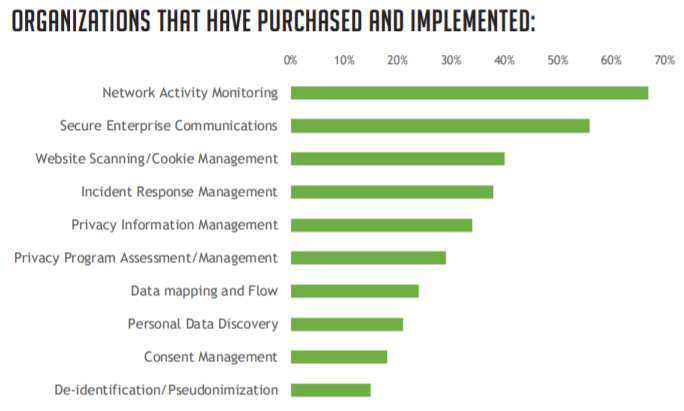 ORGANIZATIONS THAT HAVE PURCHASED AND IMPLEMENTED:
0% 10% 20% 30% 40% 50% 60% 70%
Network Activity Monitoring
Secure Enterprise Communications
Website Scanning/Cookie Management
Incident Response Management
Privacy Information Management
Privacy Program Assessment/Management
Data mapping and Flow
Personal Data Discovery
Consent Management
De-identification/Pseudonimization